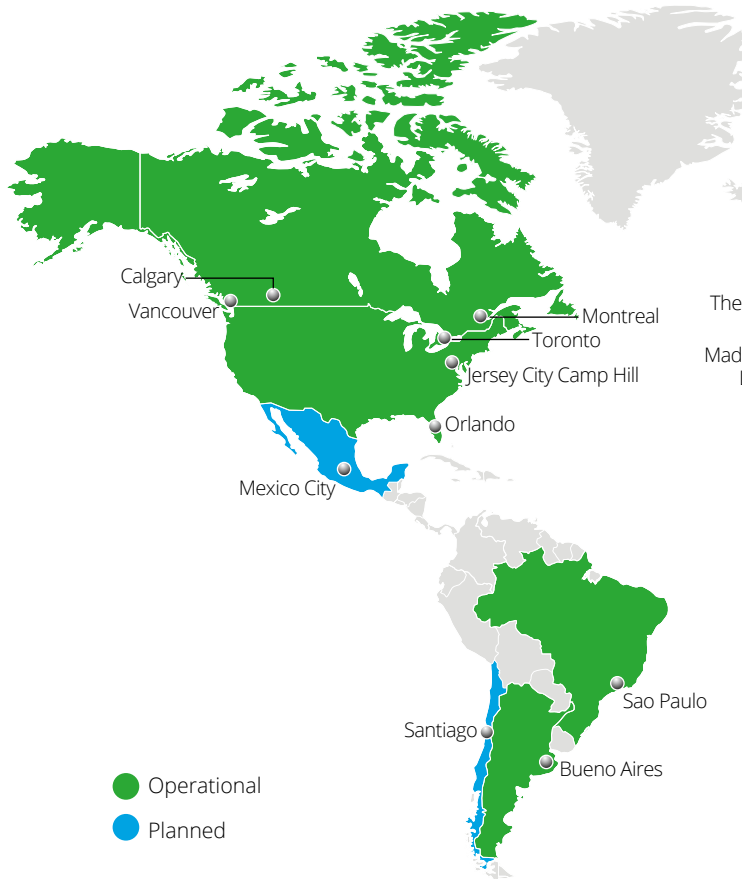 Calgary
Vancouver
Montreal
The
Toronto
Mad
Jersey City Camp Hill
Orlando
Mexico City
Sao Paulo
Santiago
Bueno Aires
Operational
Planned